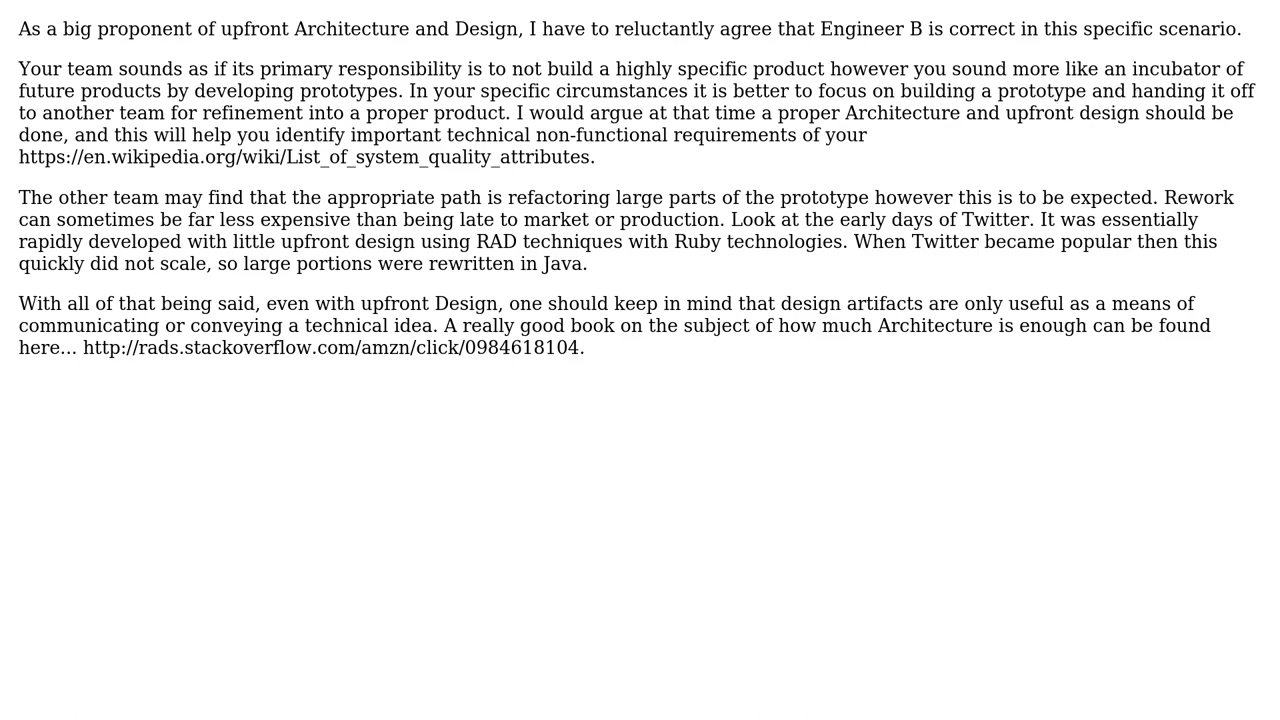 As a big proponent of upfront Architecture and Design, I have to reluctantly agree that Engineer B is correct in this specific scenario.
Your team sounds as if its primary responsibility is to not build a highly specific product however you sound more like an incubator of
future products by developing prototypes. In your specific circumstances it is better to focus on building a prototype and handing it off
to another team for refinement into a proper product. I would argue at that time a proper Architecture and upfront design should be
done, and this will help you identify important technical non-functional requirements of your
https://en.wikipedia.org/wiki/List_of_system_quality_attributes.
The other team may find that the appropriate path is refactoring large parts of the prototype however this is to be expected. Rework
can sometimes be far less expensive than being late to market or production. Look at the early days of Twitter. It was essentially
rapidly developed with little upfront design using RAD techniques with Ruby technologies. When Twitter became popular then this
quickly did not scale, so large portions were rewritten in Java.
With all of that being said, even with upfront Design, one should keep in mind that design artifacts are only useful as a means of
communicating or conveying a technical idea. A really good book on the subject of how much Architecture is enough can be found
here... http://rads.stackoverflow.com/amzn/click/0984618104.